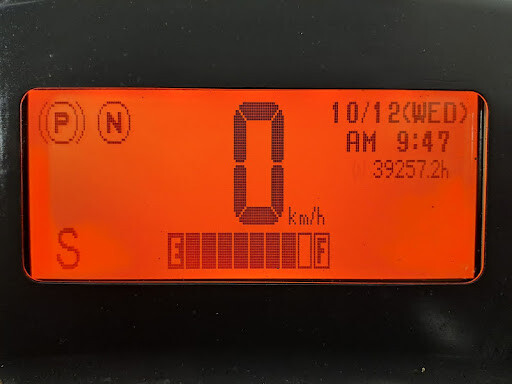 P N
0 km/h
10/12(WED)
AM 9:47
39257.2h
S
E F